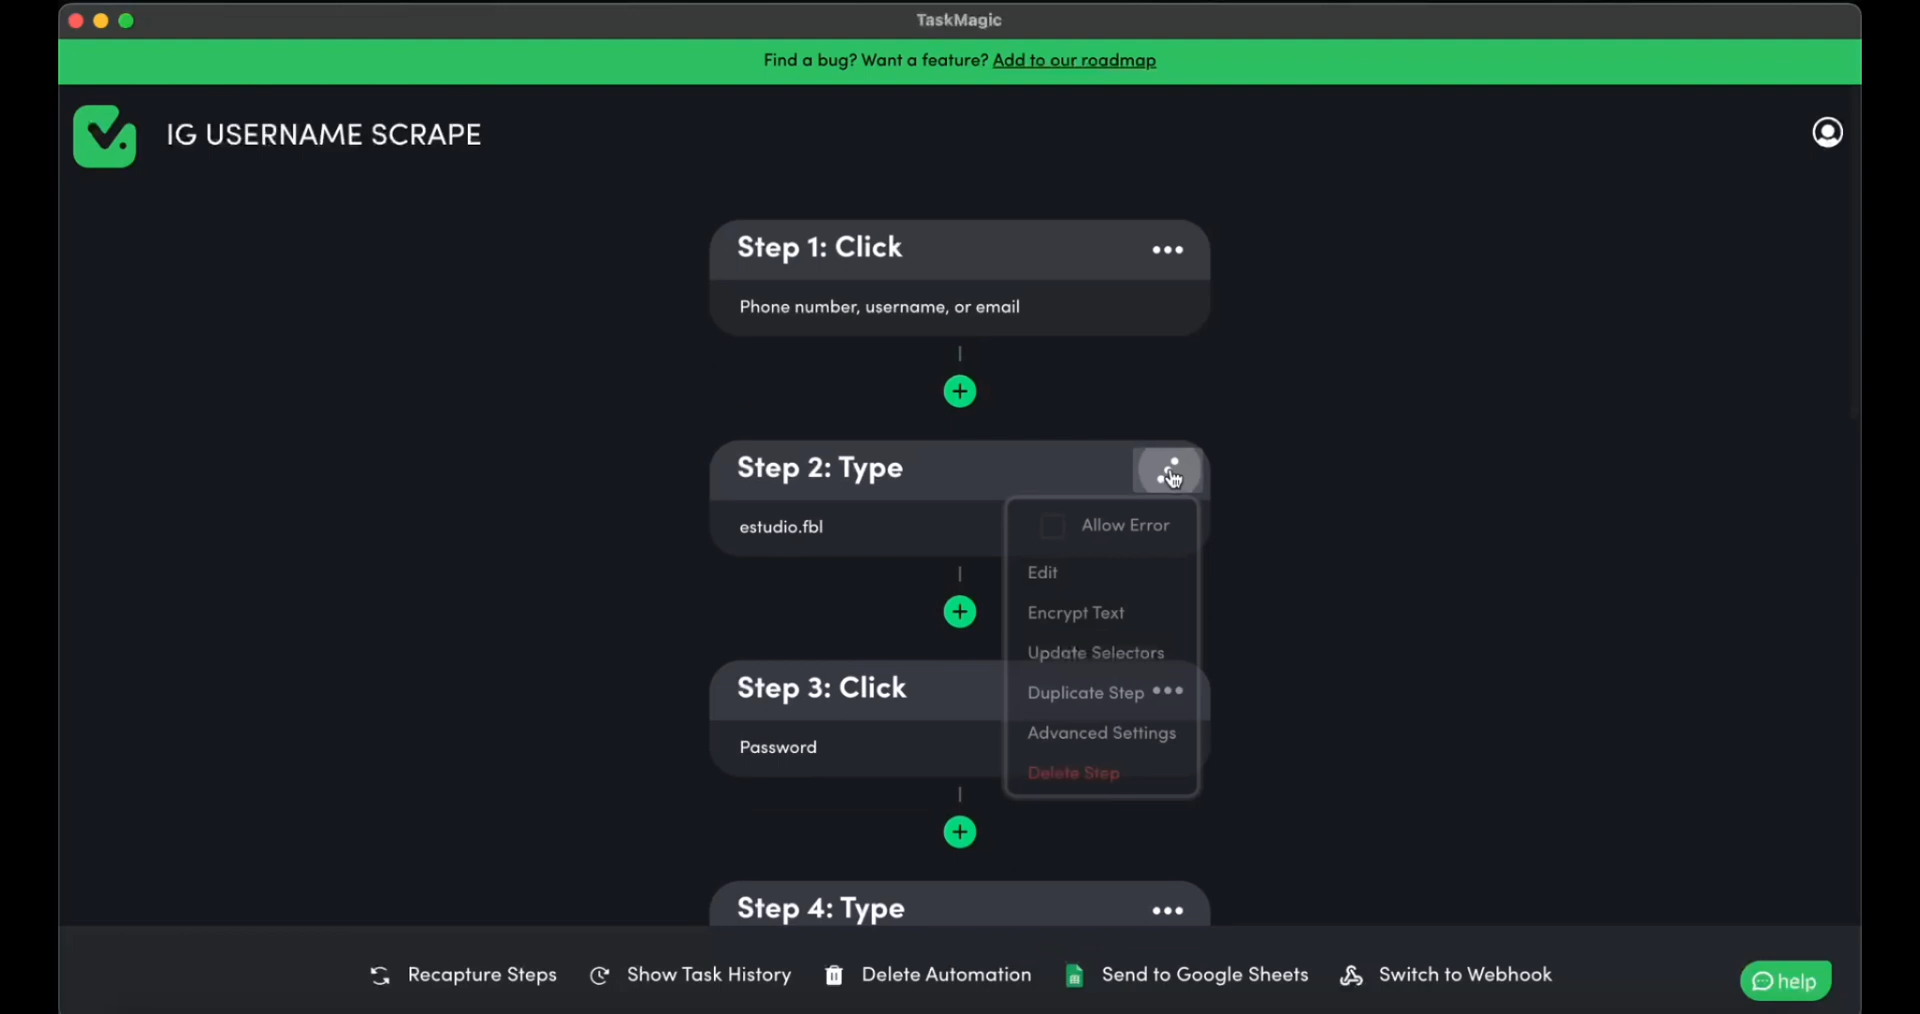 TaskMagic
Find a bug? Want a feature? Add to our roadmap
IG USERNAME SCRAPE
Step 1: Click
Phone number, username, or email
Step 2: Type
estudio.fbl
Allow Error
Edit
Encrypt Text
Update Selectors
Duplicate Step
Advanced Settings
Delete Step
Step 3: Click
Password
Step 4: Type
Recapture Steps
Show Task History
Delete Automation
Send to Google Sheets
Switch to Webhook
help